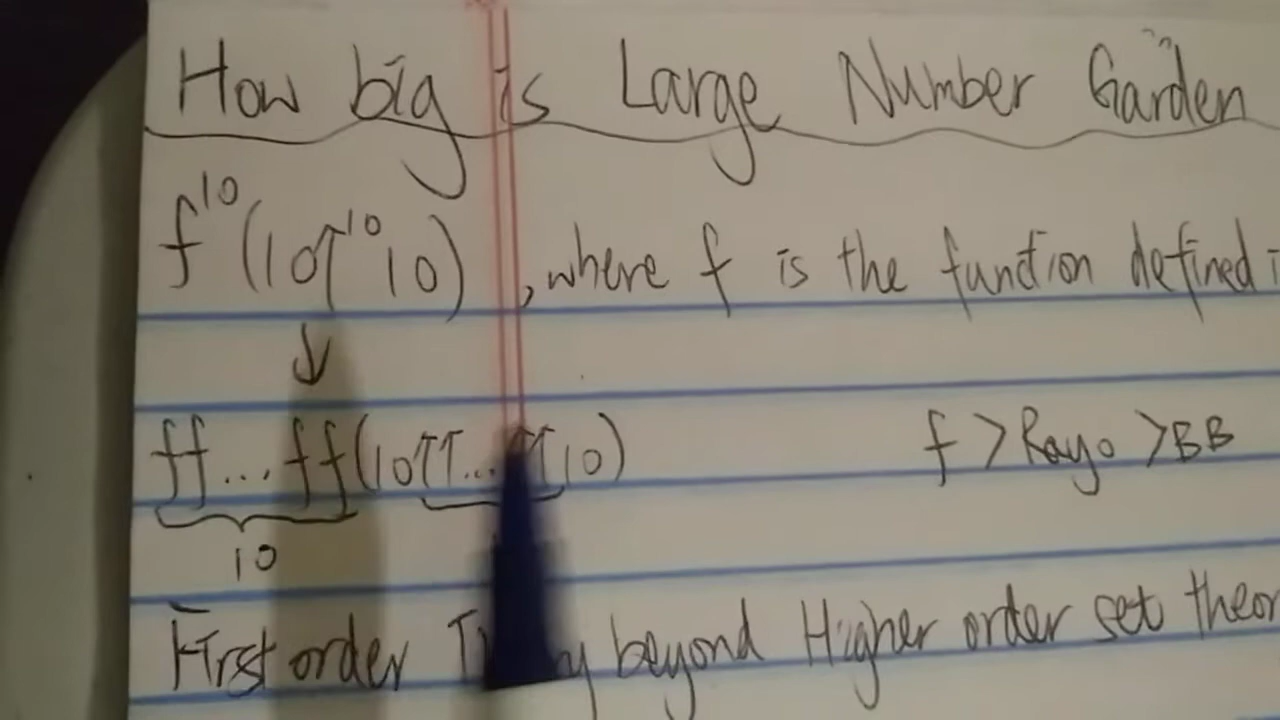 How big is Large Number Garden
f^10(10↑^10 10), where f is the function defined
↓
ff...ff(10↑↑...↑↑10) f > Rayo > BB
10
First order beyond Higher order set